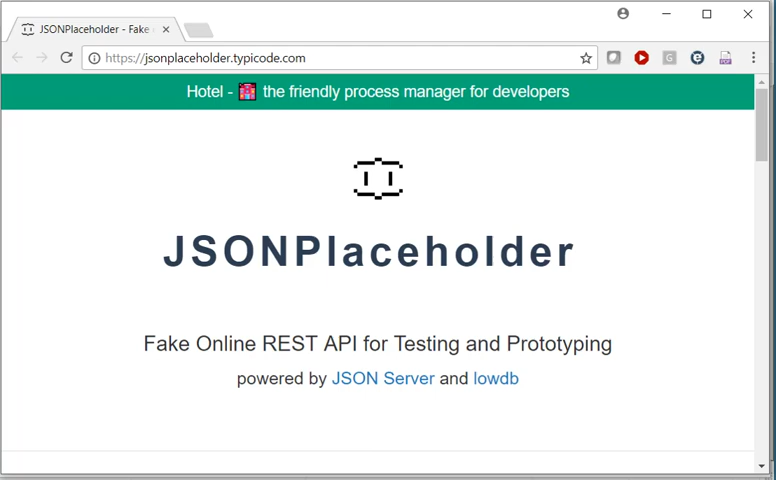 JSONPlaceholder - Fake
https://jsonplaceholder.typicode.com
Hotel - the friendly process manager for developers
JSONPlaceholder
Fake Online REST API for Testing and Prototyping
powered by JSON Server and lowdb